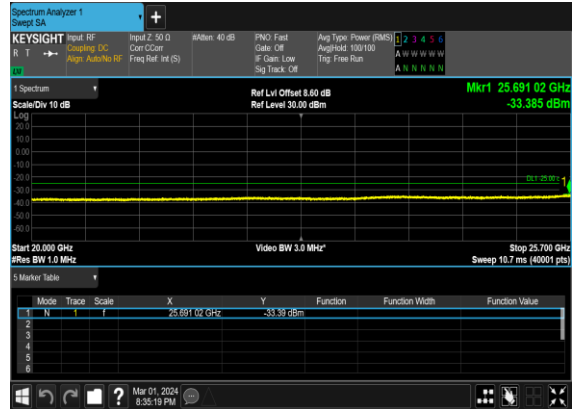 Spectrum Analyzer 1
Swept SA
+
KEYSIGHT Input: RF Input Z: 50 Ω #Atten: 40 dB PNO: Fast Avg Type: Power (RMS) 1 2 3 4 5 6
R T Coupling: DC Corr CCorr Gate: Off Avg|Hold: 100/100 A W W W W W
Align: Auto/No RF Freq Ref: Int (S) IF Gain: Low Trig: Free Run
Sig Track: Off A N N N N N
1 Spectrum Ref Lvl Offset 8.60 dB Mkr1 25.691 02 GHz
Scale/Div 10 dB Ref Level 30.00 dBm -33.385 dBm
Log
20.0
10.0
0.00
-10.0
-20.0
DL1 -25.00
1
-30.0
-40.0
-50.0
-60.0
Start 20.000 GHz Video BW 3.0 MHz* Stop 25.700 GHz
#Res BW 1.0 MHz Sweep 10.7 ms (40001 pts)
5 Marker Table
Mode Trace Scale X Y Function Function Width Function Value
1 N 1 f 25.691 02 GHz -33.39 dBm
2
3
4
5
6
? Mar 01, 2024
8:35:19 PM